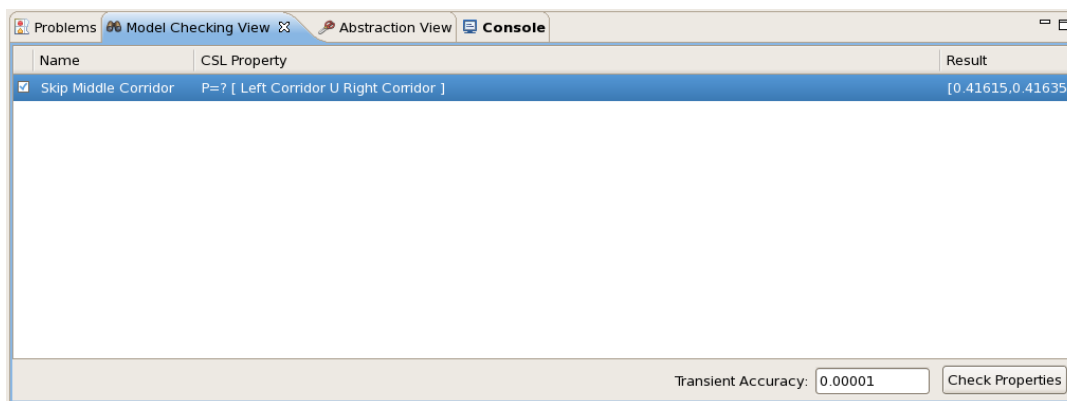 Problems Model Checking View Abstraction View Console
Name CSL Property Result
Skip Middle Corridor P=? [ Left Corridor U Right Corridor ] [0.41615,0.41635
Transient Accuracy: 0.00001 Check Properties